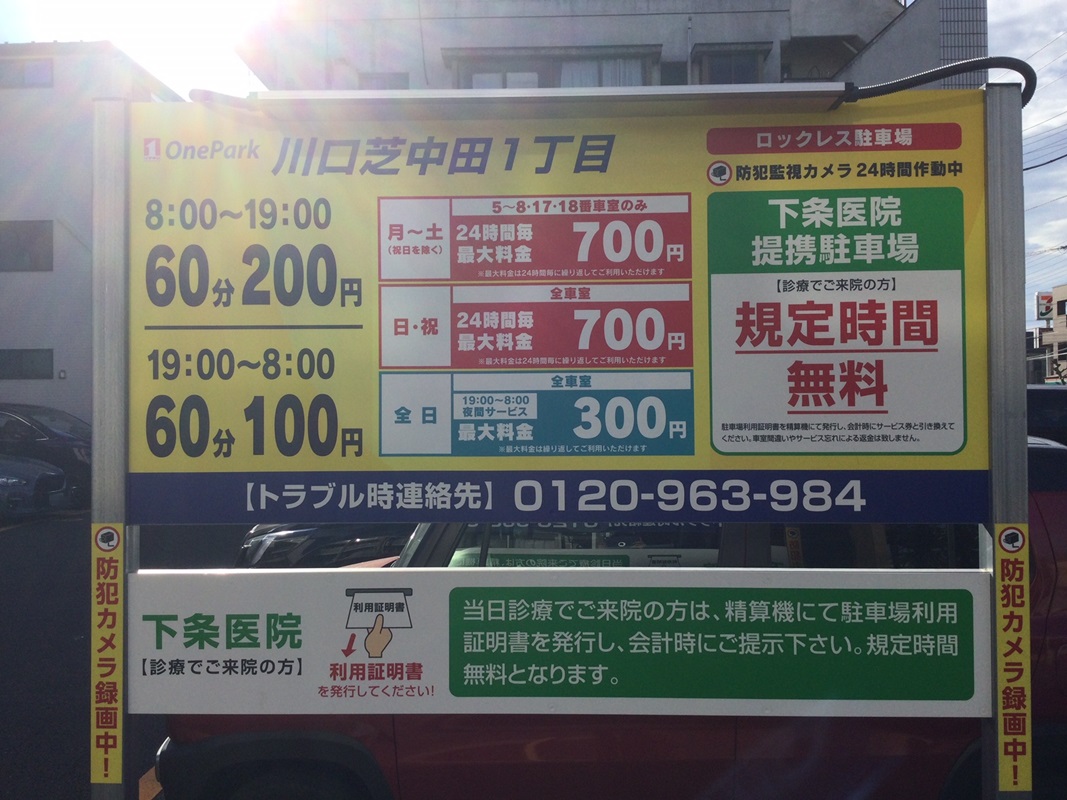 1 OnePark 川口芝中田1丁目
8:00〜19:00
60分200円
19:00〜8:00
60分100円
月〜土
(祝日を除く)
5〜8・17・18番車室のみ
24時間毎
最大料金
700円
※最大料金は24時間毎に繰り返してご利用いただけます
日・祝
全車室
24時間毎
最大料金
700円
※最大料金は24時間毎に繰り返してご利用いただけます
全日
全車室
19:00〜8:00
夜間サービス
最大料金
300円
※最大料金は繰り返してご利用いただけます
ロックレス駐車場
防犯監視カメラ24時間作動中
下条医院
提携駐車場
【診療でご来院の方】
規定時間
無料
駐車場利用証明書を精算機にて発行し、会計時にサービス券と引き換えて
ください。車室間違いやサービス忘れによる返金は致しません。
【トラブル時連絡先】 0120-963-984
防犯カメラ録画中!
下条医院
【診療でご来院の方】
利用証明書
利用証明書
を発行してください!
当日診療でご来院の方は、精算機にて駐車場利用
証明書を発行し、会計時にご提示下さい。規定時間
無料となります。
防犯カメラ録画中!